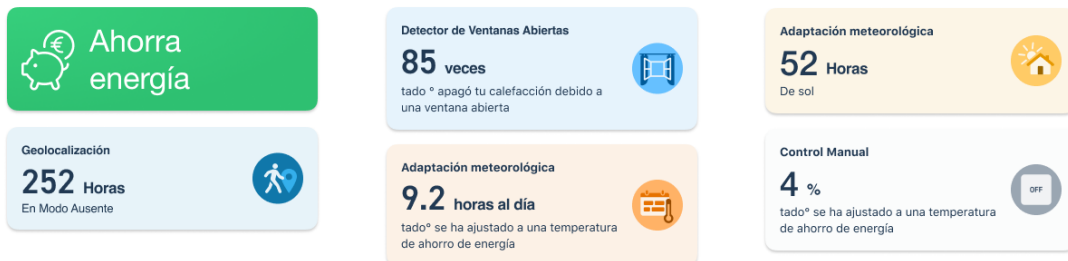 Ahorra
energía
Geolocalización
252 Horas
En Modo Ausente
Detector de Ventanas Abiertas
85 veces
tado ° apagó tu calefacción debido a
una ventana abierta
Adaptación meteorológica
9.2 horas al día
tado° se ha ajustado a una temperatura
de ahorro de energía
Adaptación meteorológica
52 Horas
De sol
Control Manual
4 %
tado° se ha ajustado a una temperatura
de ahorro de energía
OFF